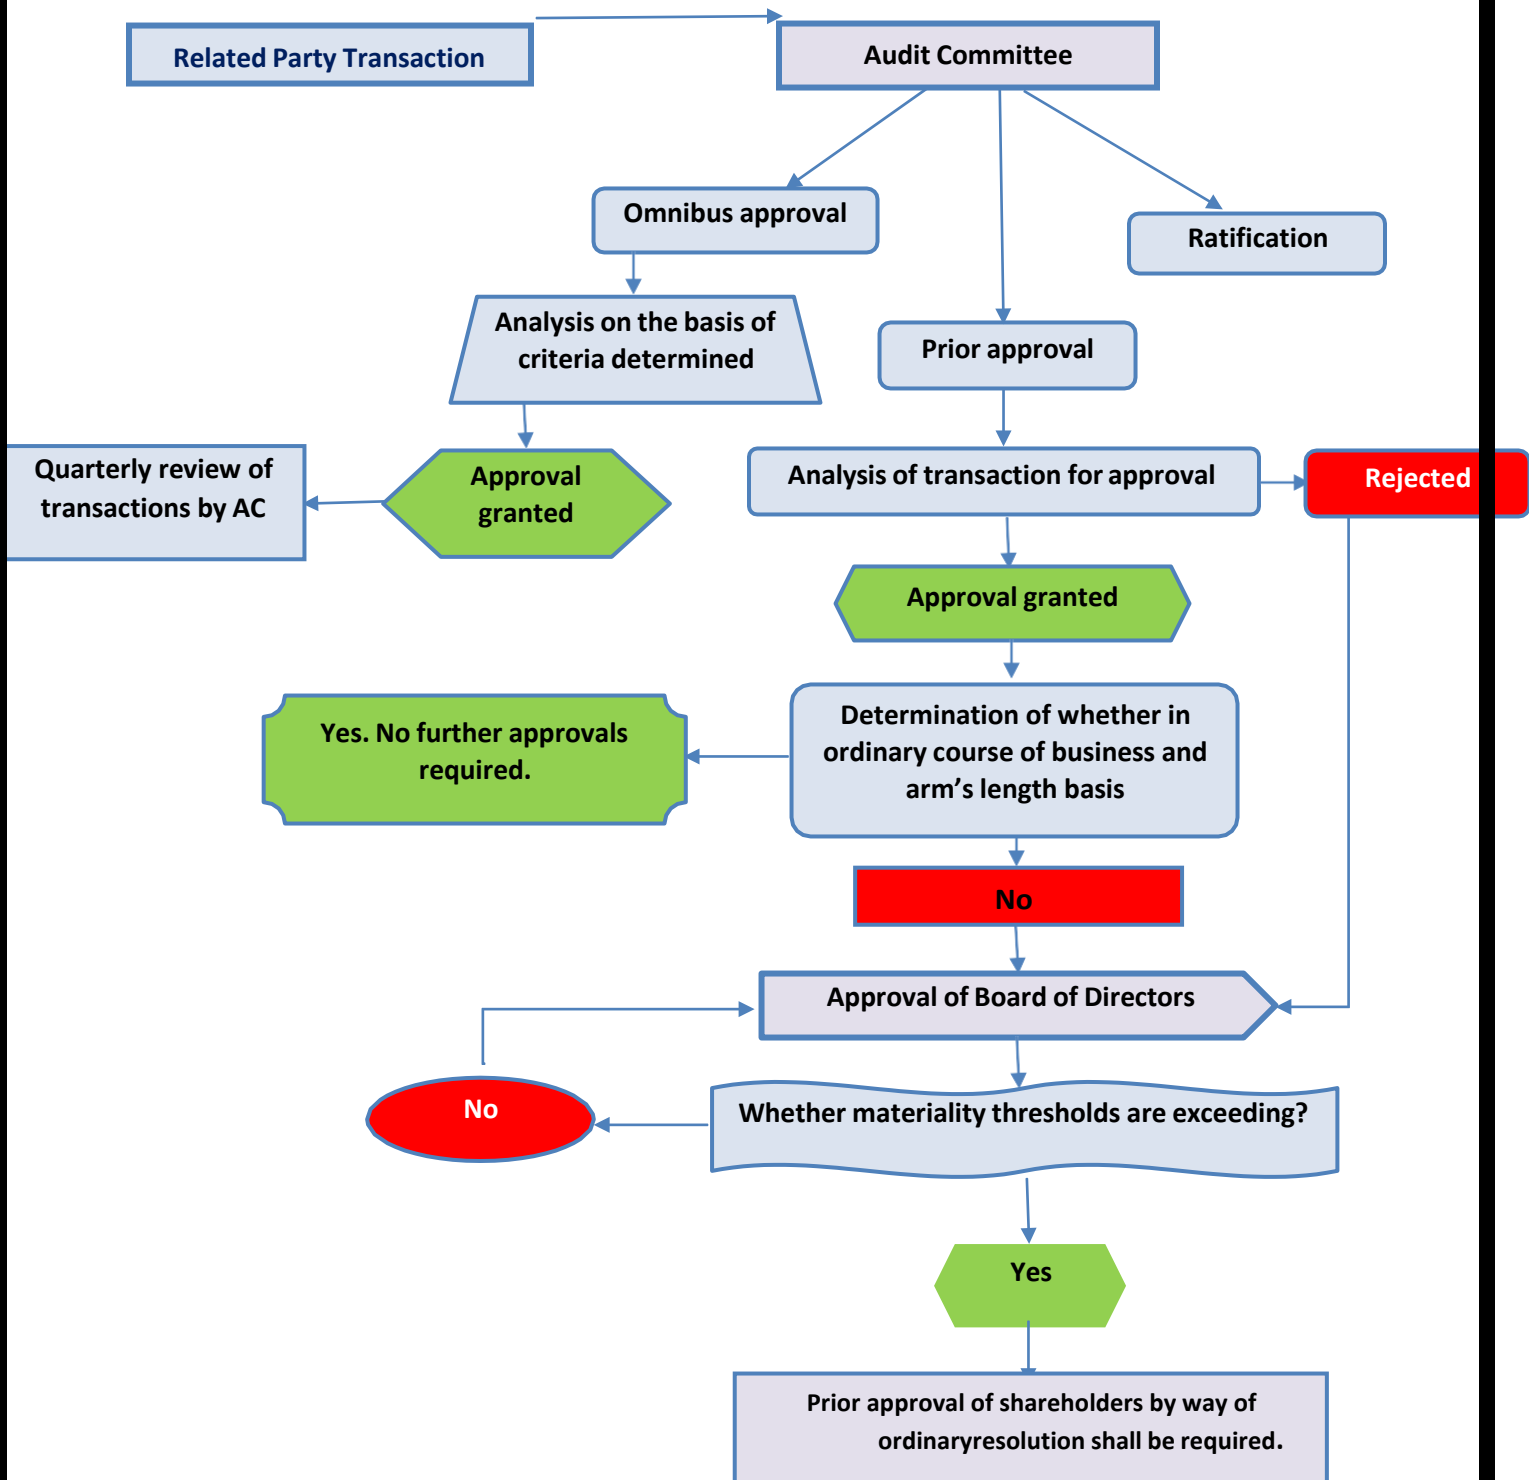 Related Party Transaction
Audit Committee
Omnibus approval
Ratification
Analysis on the basis of
criteria determined
Prior approval
Quarterly review of
transactions by AC
Approval
granted
Analysis of transaction for approval
Rejected
Approval granted
Yes. No further approvals
required.
Determination of whether in
ordinary course of business and
arm's length basis
No
Approval of Board of Directors
No
Whether materiality thresholds are exceeding?
Yes
Prior approval of shareholders by way of
ordinaryresolution shall be required.